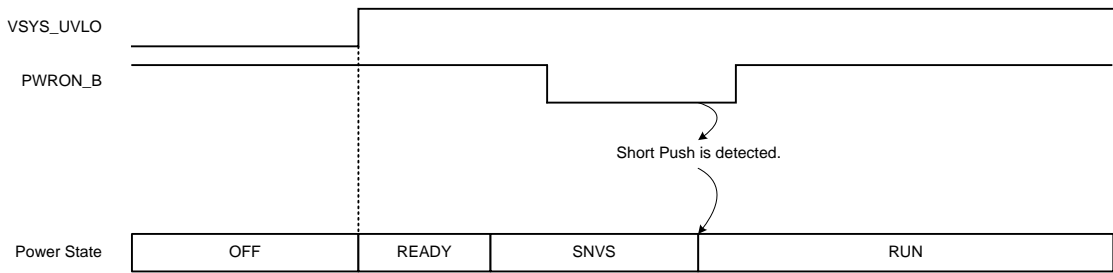 VSYS_UVLO
PWRON_B
Short Push is detected.
Power State OFF READY SNVS RUN